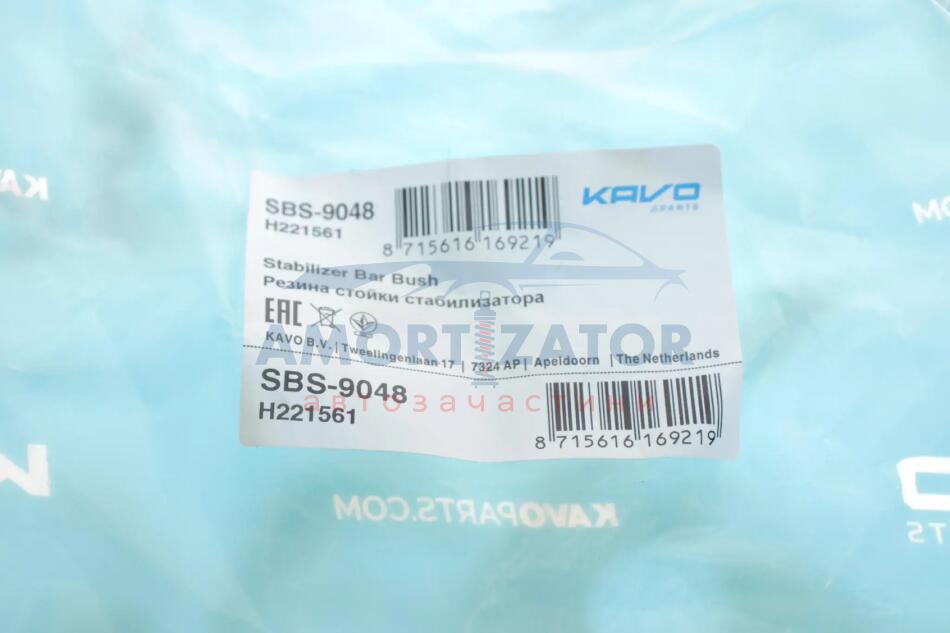 SBS-9048
H221561
8 715616 169219
KAVO
PARTS
Stabilizer Bar Bush
Резина стойки стабилизатора
EAC
AMORTIZATOR
KAVO B.V. | Tweelingenlaan 17 | 7324 AP | Apeldoorn | The Netherlands
SBS-9048
автозачастини
H221561
8 715616 169219
KAVOPARTS.COM